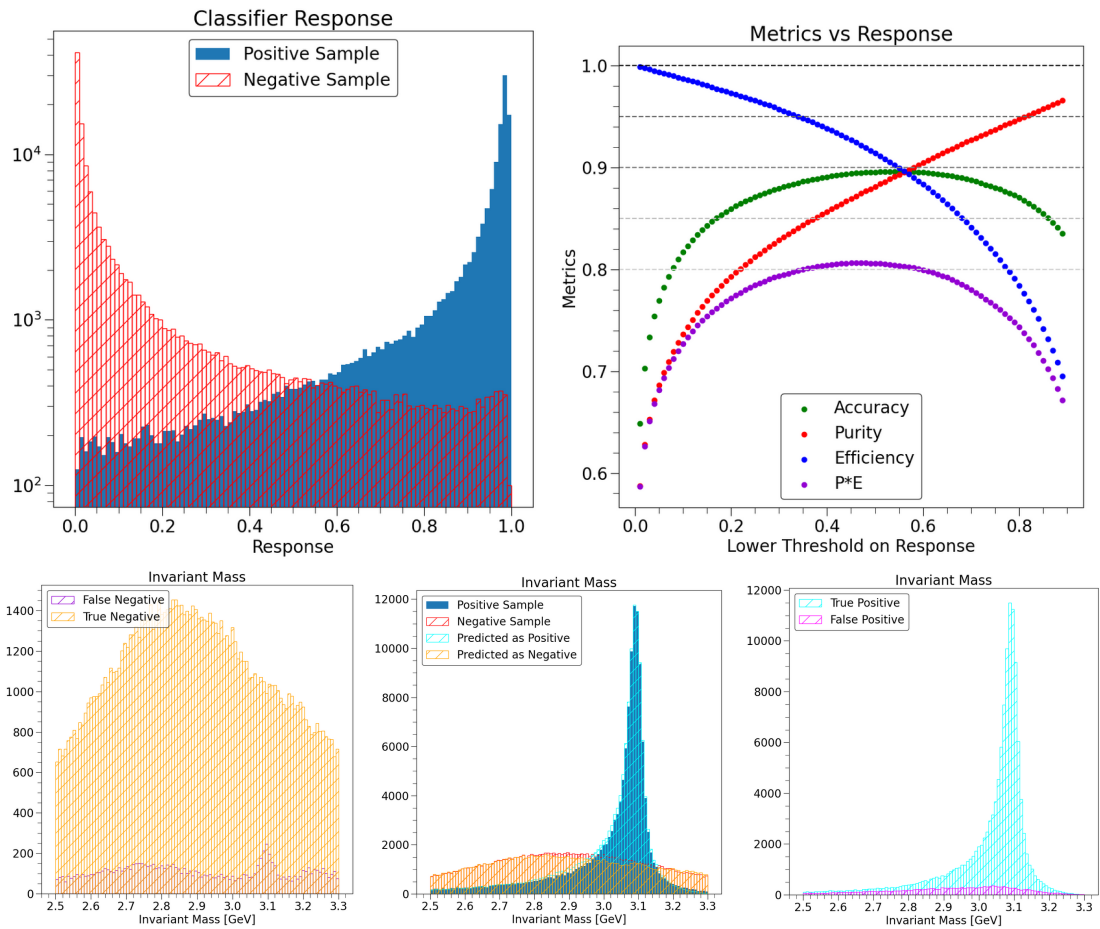 Classifier Response
Positive Sample
Negative Sample
10^4
10^3
10^2
0.0 0.2 0.4 0.6 0.8 1.0
Response
Metrics vs Response
1.0
0.9
0.8
0.7
0.6
Metrics
Accuracy
Purity
Efficiency
P*E
0.0 0.2 0.4 0.6 0.8
Lower Threshold on Response
Invariant Mass
False Negative
True Negative
1400
1200
1000
800
600
400
200
0
2.5 2.6 2.7 2.8 2.9 3.0 3.1 3.2 3.3
Invariant Mass [GeV]
Invariant Mass
Positive Sample
Negative Sample
Predicted as Positive
Predicted as Negative
12000
10000
8000
6000
4000
2000
0
2.5 2.6 2.7 2.8 2.9 3.0 3.1 3.2 3.3
Invariant Mass [GeV]
Invariant Mass
True Positive
False Positive
12000
10000
8000
6000
4000
2000
0
2.5 2.6 2.7 2.8 2.9 3.0 3.1 3.2 3.3
Invariant Mass [GeV]